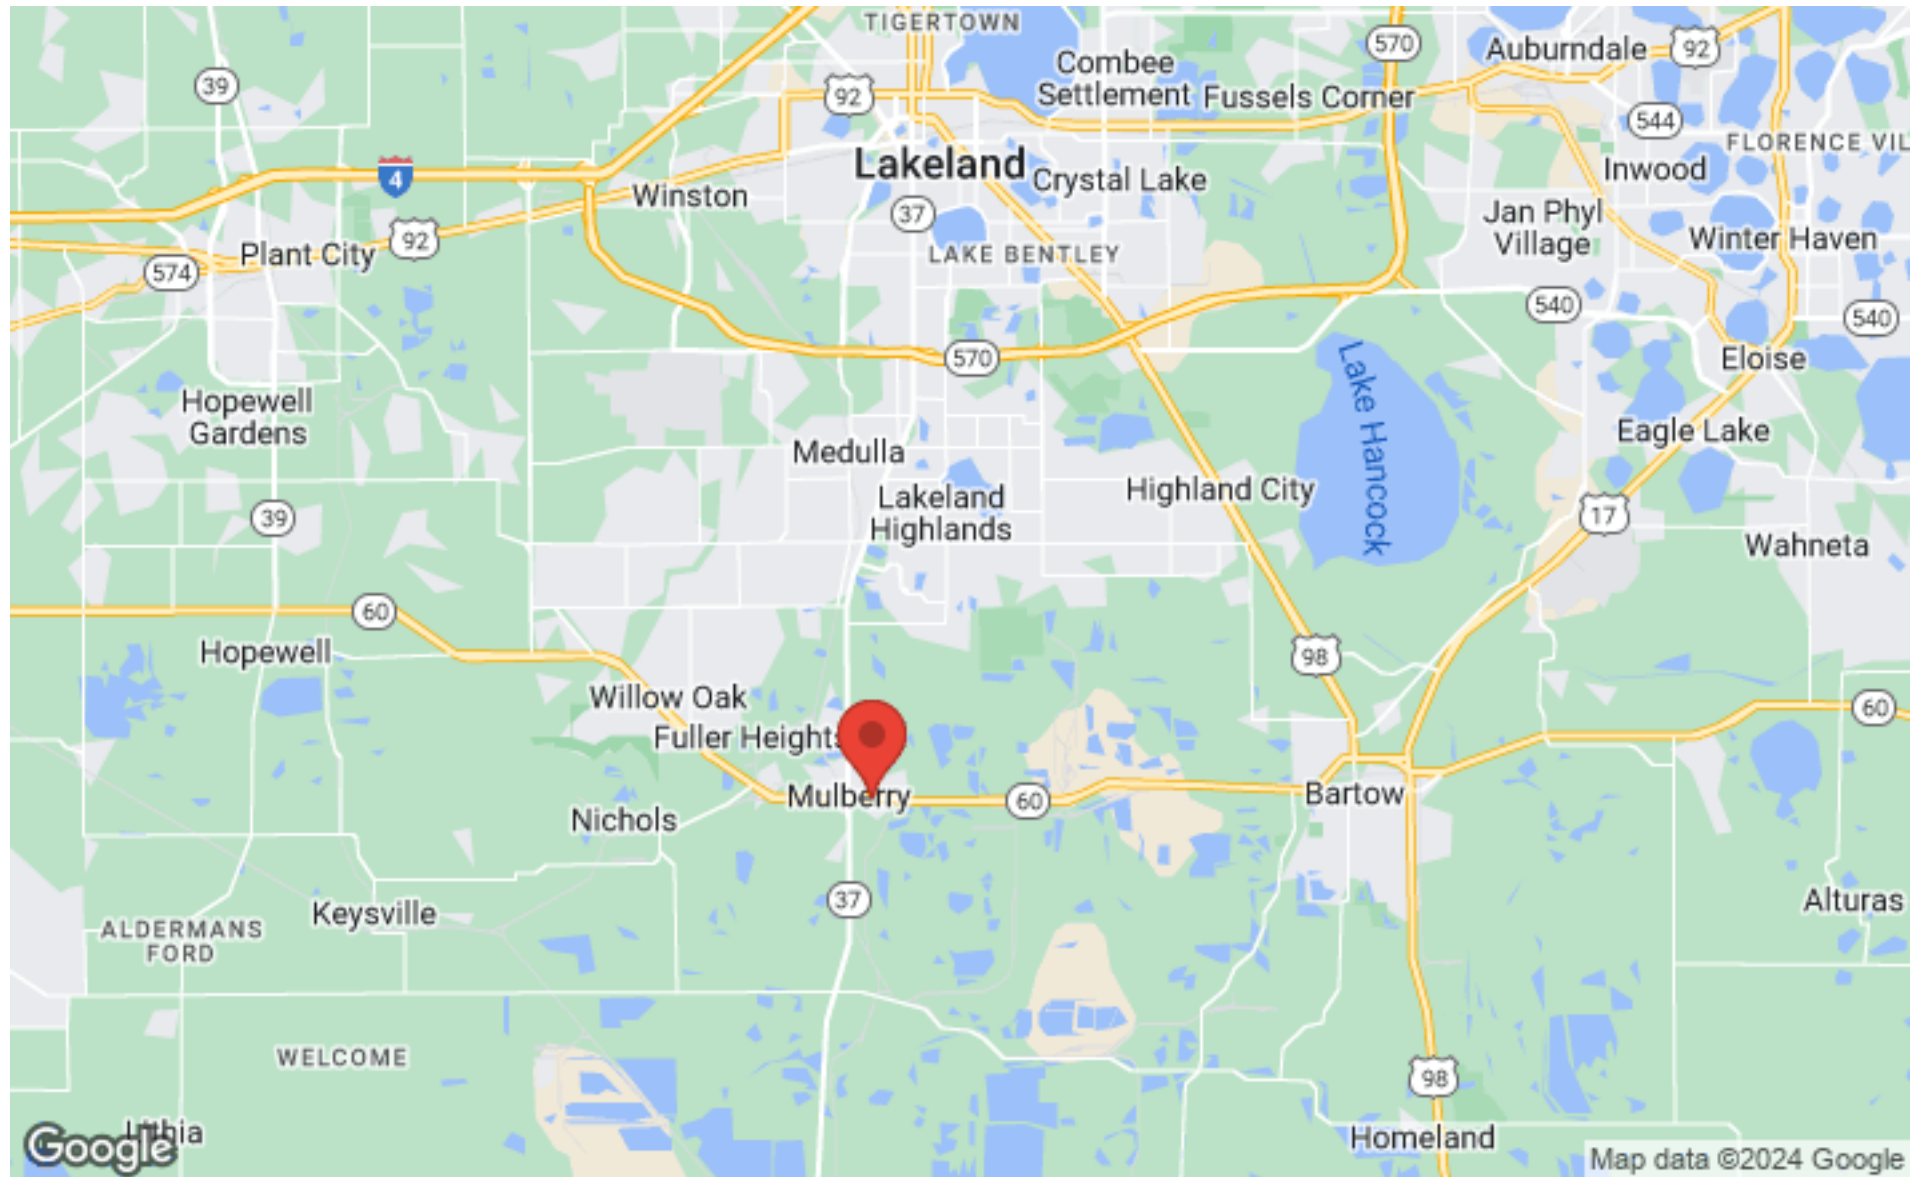 TIGERTOWN
570
Auburndale
92
Combee
Settlement
Fussels Corner
39
92
544
FLORENCE VIL
Lakeland
Inwood
4
Crystal Lake
Winston
37
Jan Phyl
Village
Winter Haven
92
Plant City
LAKE BENTLEY
574
540
540
570
Eloise
Lake Hancock
Hopewell
Gardens
Eagle Lake
Medulla
Highland City
Lakeland
Highlands
39
17
Wahneta
60
Hopewell
98
Willow Oak
60
Fuller Heights
Mulberry
60
Bartow
Nichols
37
Alturas
Keysville
ALDERMANS
FORD
WELCOME
98
Lithia
Homeland
Google
Map data ©2024 Google